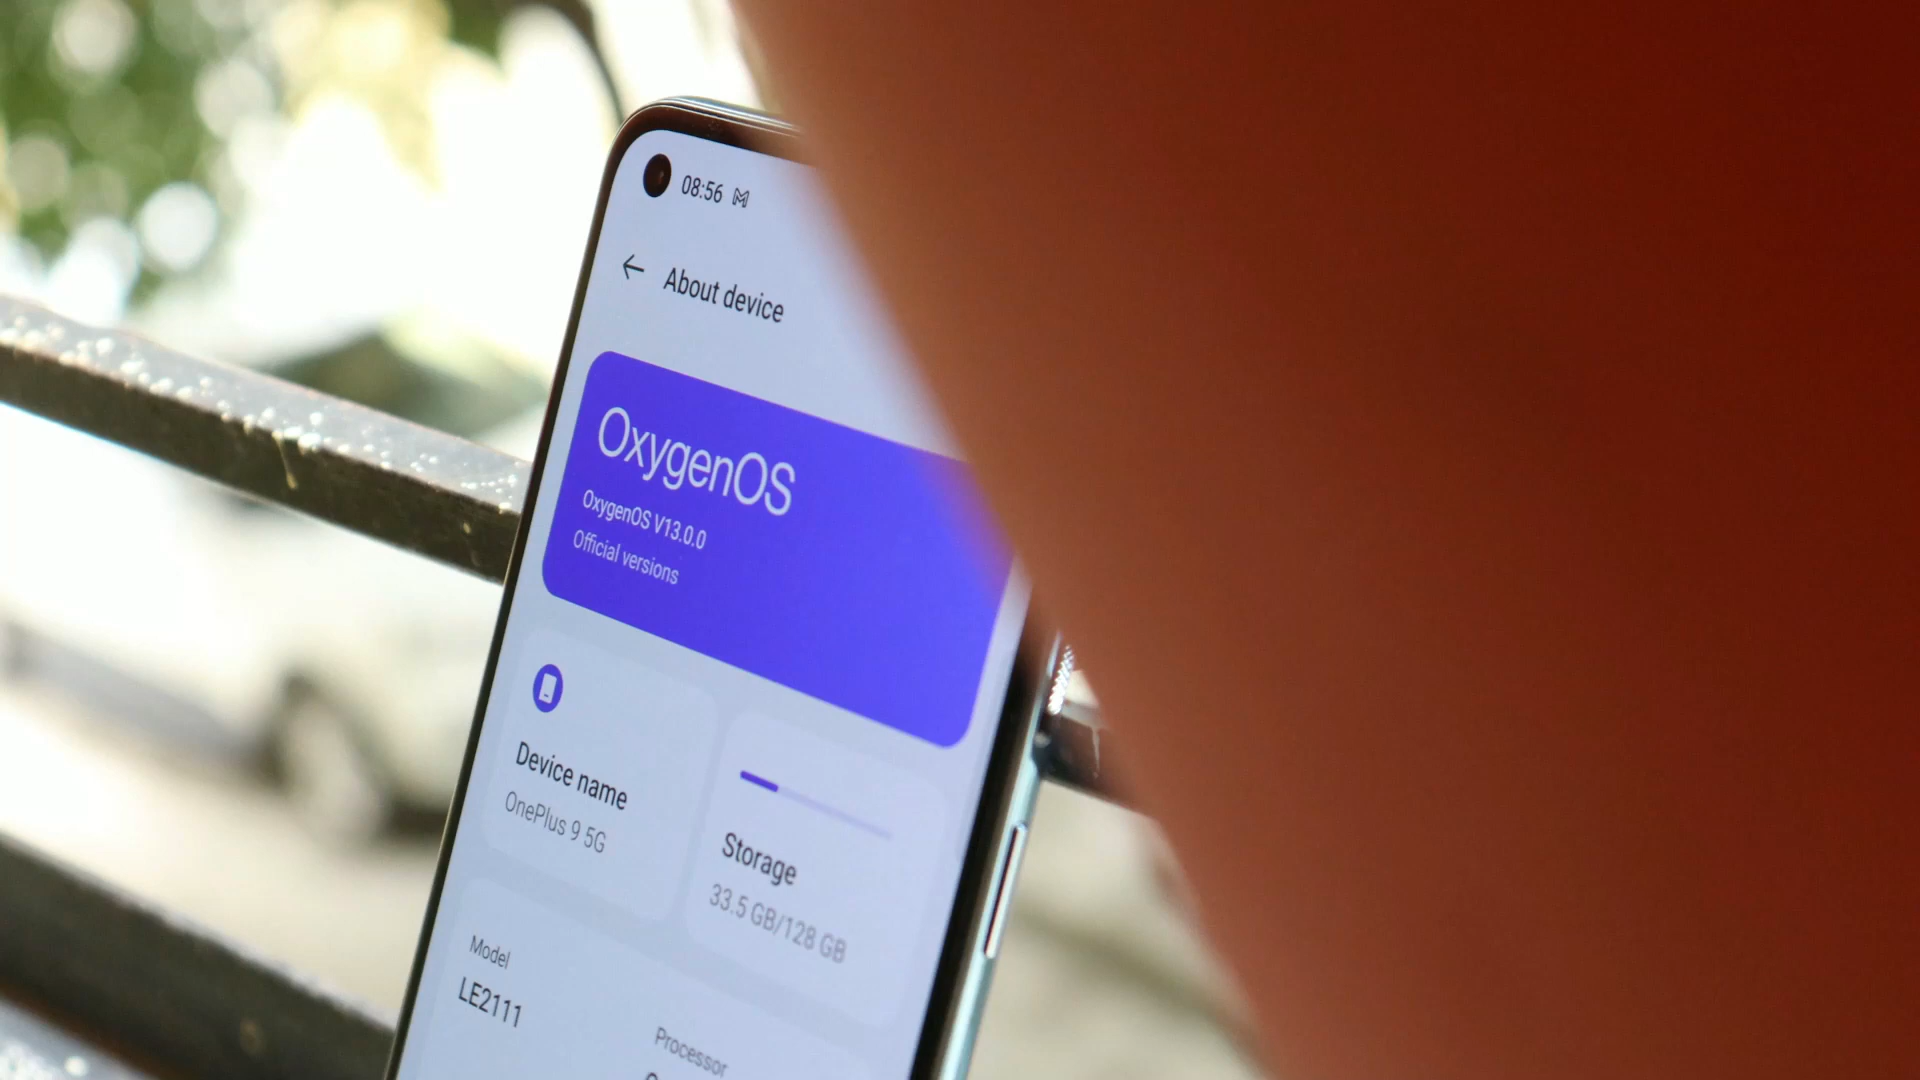 08:56
About device
OxygenOS
OxygenOS V13.0.0
Official versions
Device name
OnePlus 9 5G
Storage
33.5 GB/128 GB
Model
LE2111
Processor